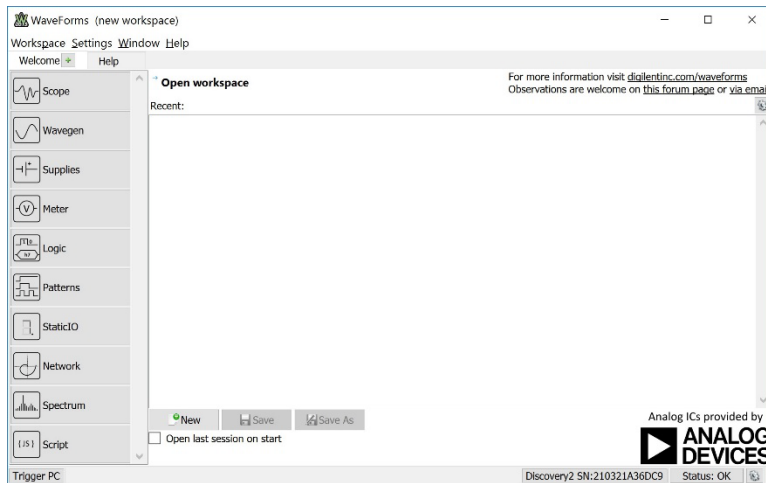 WaveForms (new workspace)
Workspace Settings Window Help
Welcome Help
Scope
Wavegen
Supplies
Meter
Logic
Patterns
StaticIO
Network
Spectrum
{JS} Script
Open workspace
For more information visit digilentinc.com/waveforms
Observations are welcome on this forum page or via email
Recent:
New Save Save As
Open last session on start
Analog ICs provided by
ANALOG
DEVICES
Trigger PC Discovery2 SN:210321A36DC9 Status: OK